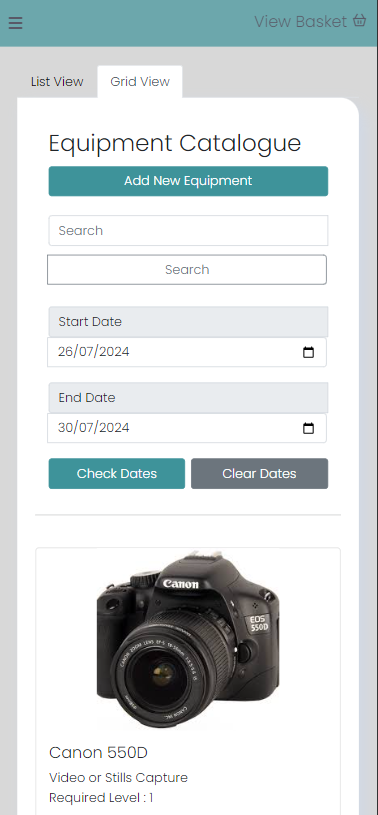 View Basket
List View
Grid View
Equipment Catalogue
Add New Equipment
Search
Search
Start Date
26/07/2024
End Date
30/07/2024
Check Dates
Clear Dates
Canon
EOS
550D
Canon 550D
Video or Stills Capture
Required Level : 1